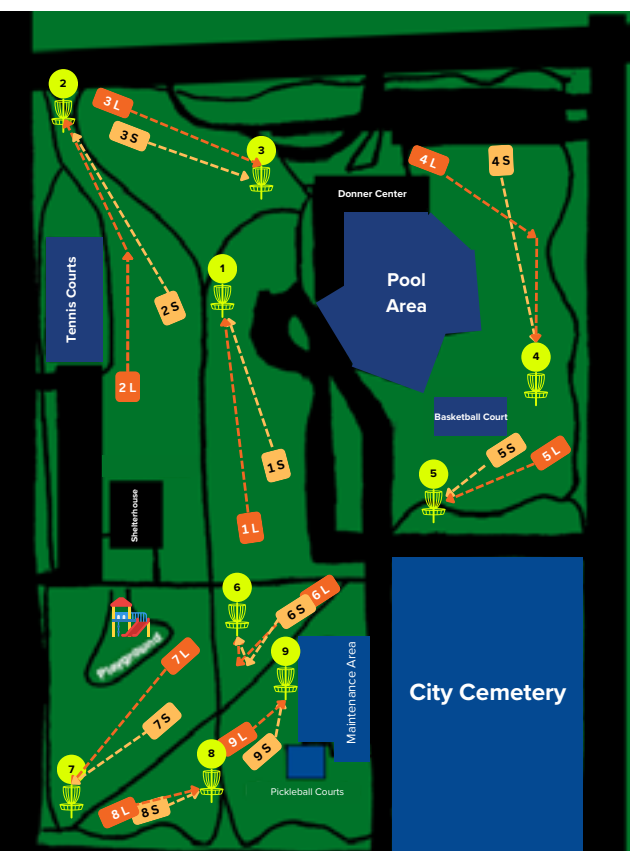 2
3 L
3 S
3
4 L
4 S
Donner Center
1
Tennis Courts
Pool
Area
2 S
4
2 L
Basketball Court
5 S
5 L
1 S
5
Shelterhouse
1 L
6
6 L
6 S
Playground
7 L
9
Maintenance Area
City Cemetery
7 S
9 L
9 S
8
7
Pickleball Courts
8 L
8 S